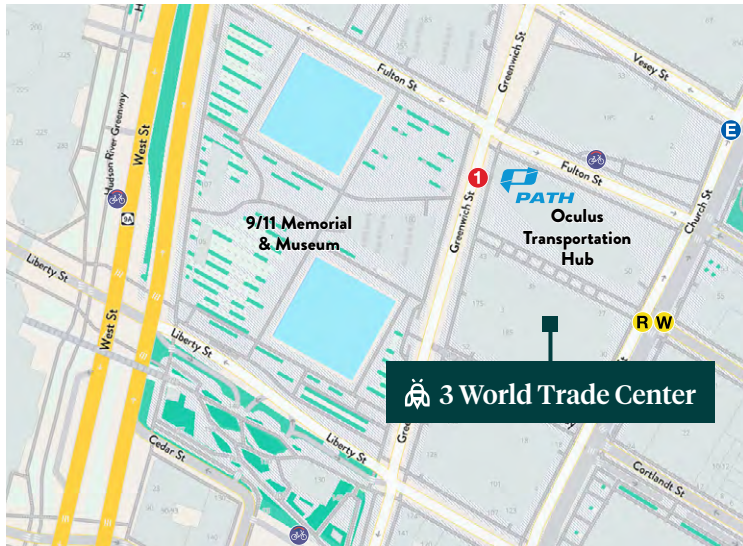 Fulton St
Greenwich St
Vesey St
E
Hudson River Greenway
West St
9A
1
PATH
Fulton St
Church St
Oculus
Transportation
Hub
9/11 Memorial
& Museum
Greenwich St
Liberty St
West St
Liberty St
R W
3 World Trade Center
Liberty St
Cedar St
Cortlandt St